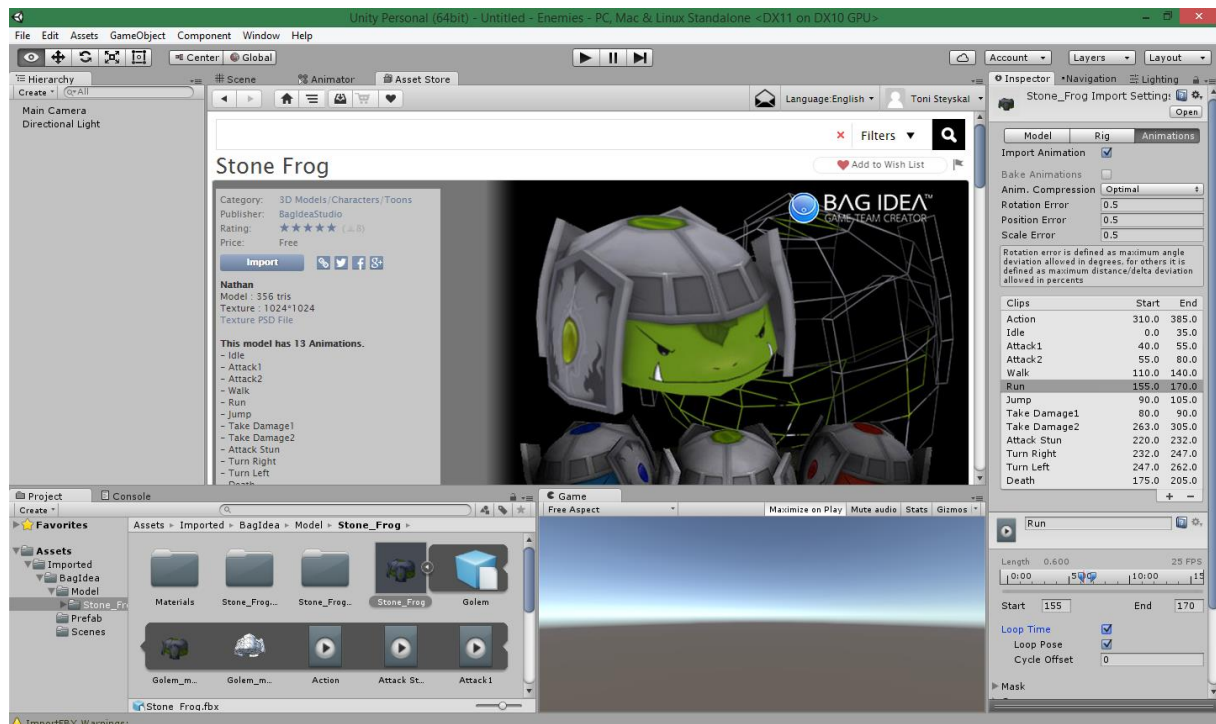 Unity Personal (64bit) - Untitled - Enemies - PC, Mac & Linux Standalone <DX11 on DX10 GPU>
File Edit Assets GameObject Component Window Help
Center Global Account Layers Layout
Hierarchy
Create All
Main Camera
Directional Light
Scene Animator Asset Store
Language:English Toni Steyskal
Filters
Stone Frog
Add to Wish List
Category: 3D Models/Characters/Toons
Publisher: BagIdeaStudio
Rating: ★★★★★ (8)
Price: Free
Import
Nathan
Model : 356 tris
Texture : 1024*1024
Texture PSD File
This model has 13 Animations.
- Idle
- Attack1
- Attack2
- Walk
- Run
- Jump
- Take Damage1
- Take Damage2
- Attack Stun
- Turn Right
- Turn Left
- Death
BAG IDEA™
GAME TEAM CREATOR
Inspector Navigation Lighting
Stone_Frog Import Settings
Open
Model Rig Animations
Import Animation
Bake Animations
Anim. Compression Optimal
Rotation Error 0.5
Position Error 0.5
Scale Error 0.5
Rotation error is defined as maximum angle
deviation allowed in degrees. for others it is
defined as maximum distance/delta deviation
allowed in percents
Clips Start End
Action 310.0 385.0
Idle 0.0 35.0
Attack1 40.0 55.0
Attack2 55.0 80.0
Walk 110.0 140.0
Run 155.0 170.0
Jump 90.0 105.0
Take Damage1 80.0 90.0
Take Damage2 263.0 305.0
Attack Stun 220.0 232.0
Turn Right 232.0 247.0
Turn Left 247.0 262.0
Death 175.0 205.0
+ -
Run
Length 0.600 25 FPS
0:00 5:00 10:00 15
Start 155 End 170
Loop Time
Loop Pose
Cycle Offset 0
Mask
Project Console
Create
Favorites
Assets
Imported
BagIdea
Model
Stone_Fr
Prefab
Scenes
Assets Imported BagIdea Model Stone_Frog
Materials Stone_Frog... Stone_Frog... Stone_Frog Golem
Golem_m... Golem_m... Action Attack St... Attack1
Stone_Frog.fbx
Game
Free Aspect Maximize on Play Mute audio Stats Gizmos
ImportFBX Warnings: